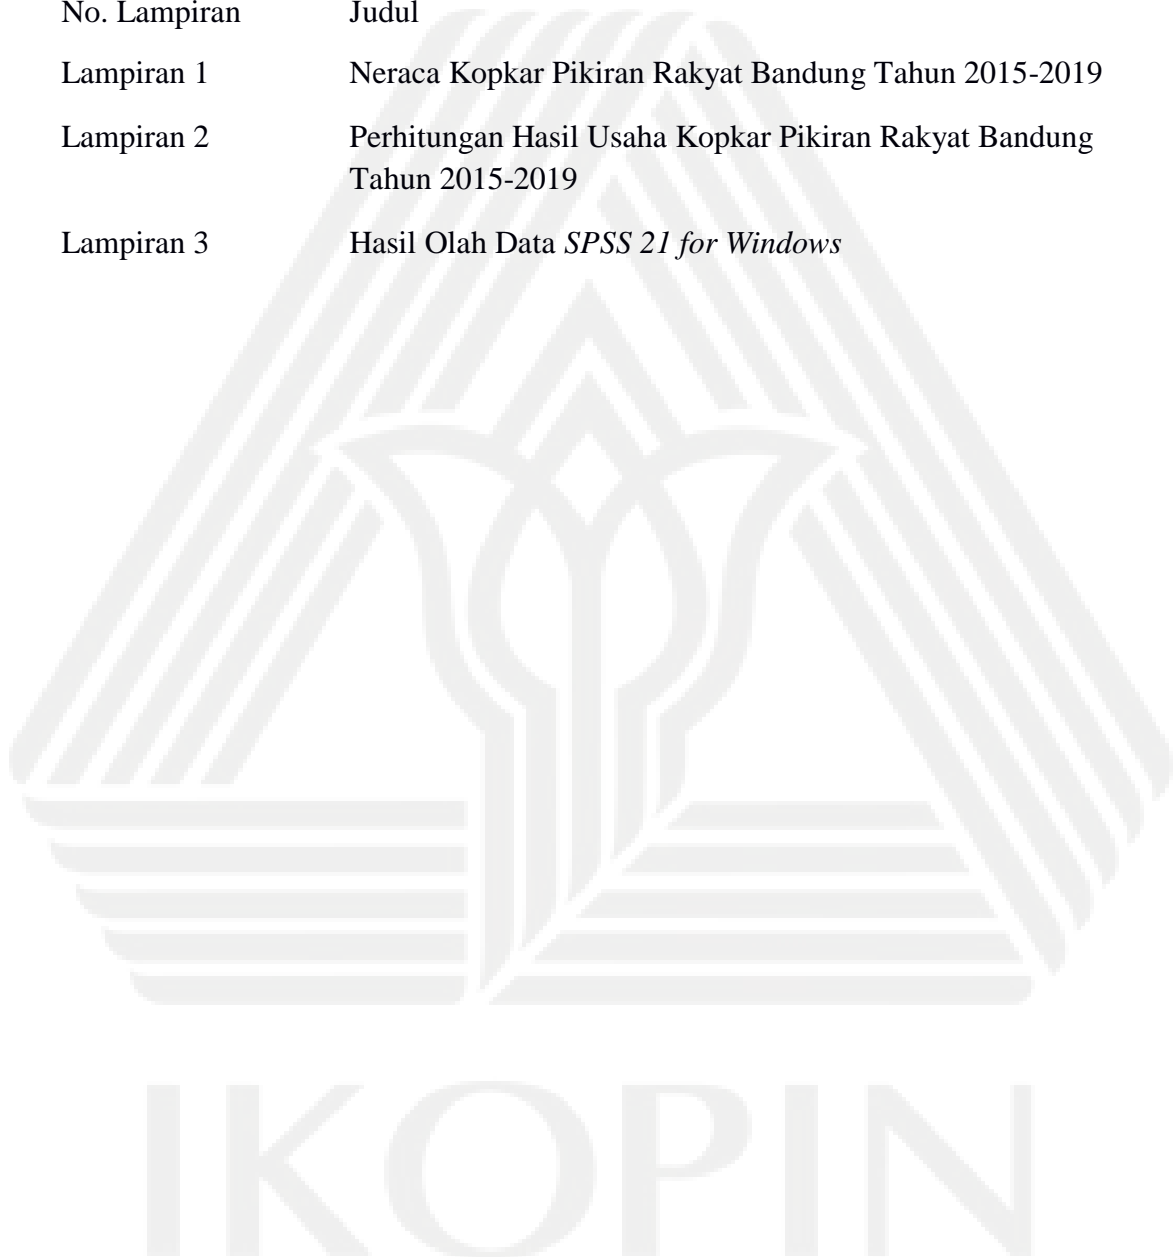 No. Lampiran Judul
Lampiran 1 Neraca Kopkar Pikiran Rakyat Bandung Tahun 2015-2019
Lampiran 2 Perhitungan Hasil Usaha Kopkar Pikiran Rakyat Bandung
Tahun 2015-2019
Lampiran 3 Hasil Olah Data SPSS 21 for Windows
IKOPIN